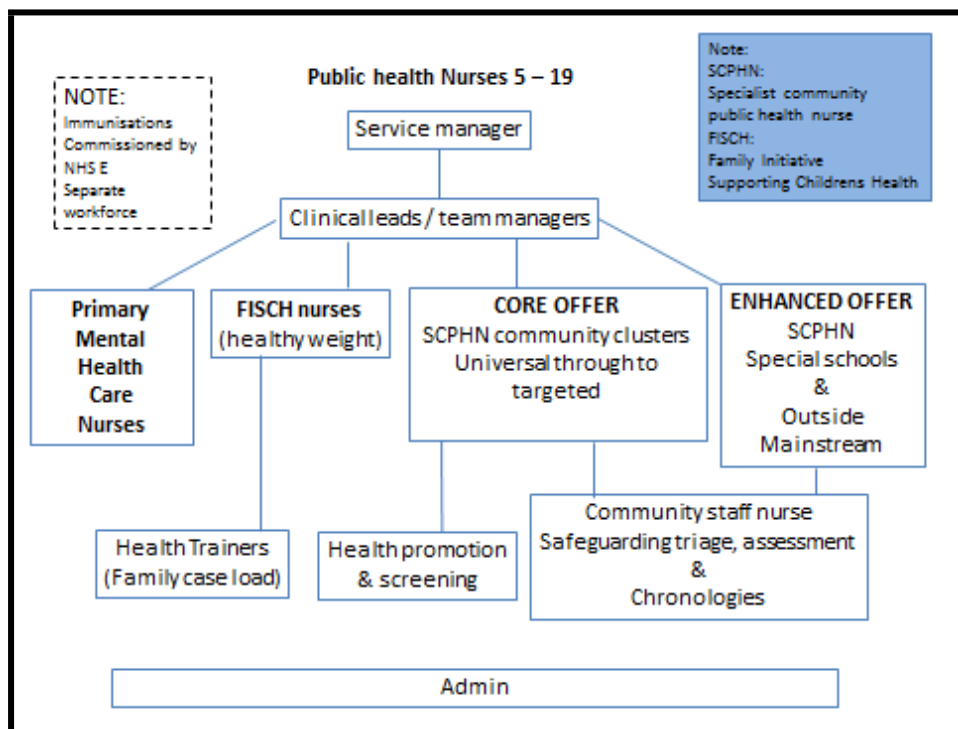 Public health Nurses 5 – 19
NOTE:
Immunisations
Commissioned by
NHS E
Separate
workforce
Note:
SCPHN:
Specialist community
public health nurse
FISCH:
Family Initiative
Supporting Childrens Health
Service manager
Clinical leads / team managers
Primary
Mental
Health
Care
Nurses
FISCH nurses
(healthy weight)
CORE OFFER
SCPHN community clusters
Universal through to
targeted
ENHANCED OFFER
SCPHN
Special schools
&
Outside
Mainstream
Health Trainers
(Family case load)
Health promotion
& screening
Community staff nurse
Safeguarding triage, assessment
&
Chronologies
Admin